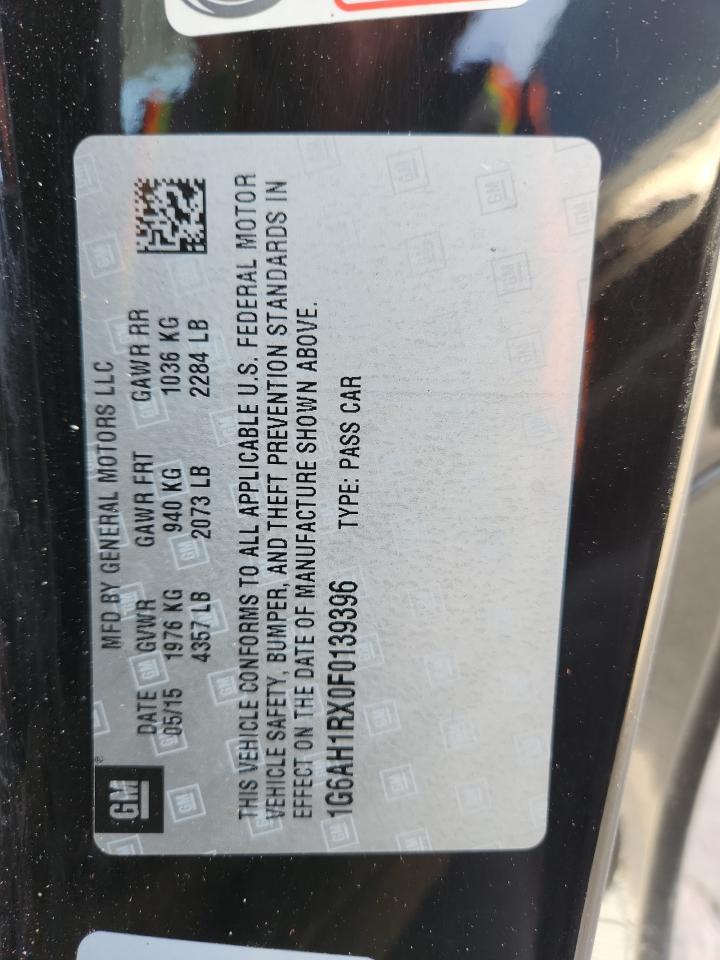 GM®
MFD BY GENERAL MOTORS LLC
DATE GVWR GAWR FRT GAWR RR
05/15 1976 KG 940 KG 1036 KG
4357 LB 2073 LB 2284 LB
THIS VEHICLE CONFORMS TO ALL APPLICABLE U.S. FEDERAL MOTOR
VEHICLE SAFETY, BUMPER, AND THEFT PREVENTION STANDARDS IN
EFFECT ON THE DATE OF MANUFACTURE SHOWN ABOVE.
1G6AH1RX0F0139396 TYPE: PASS CAR